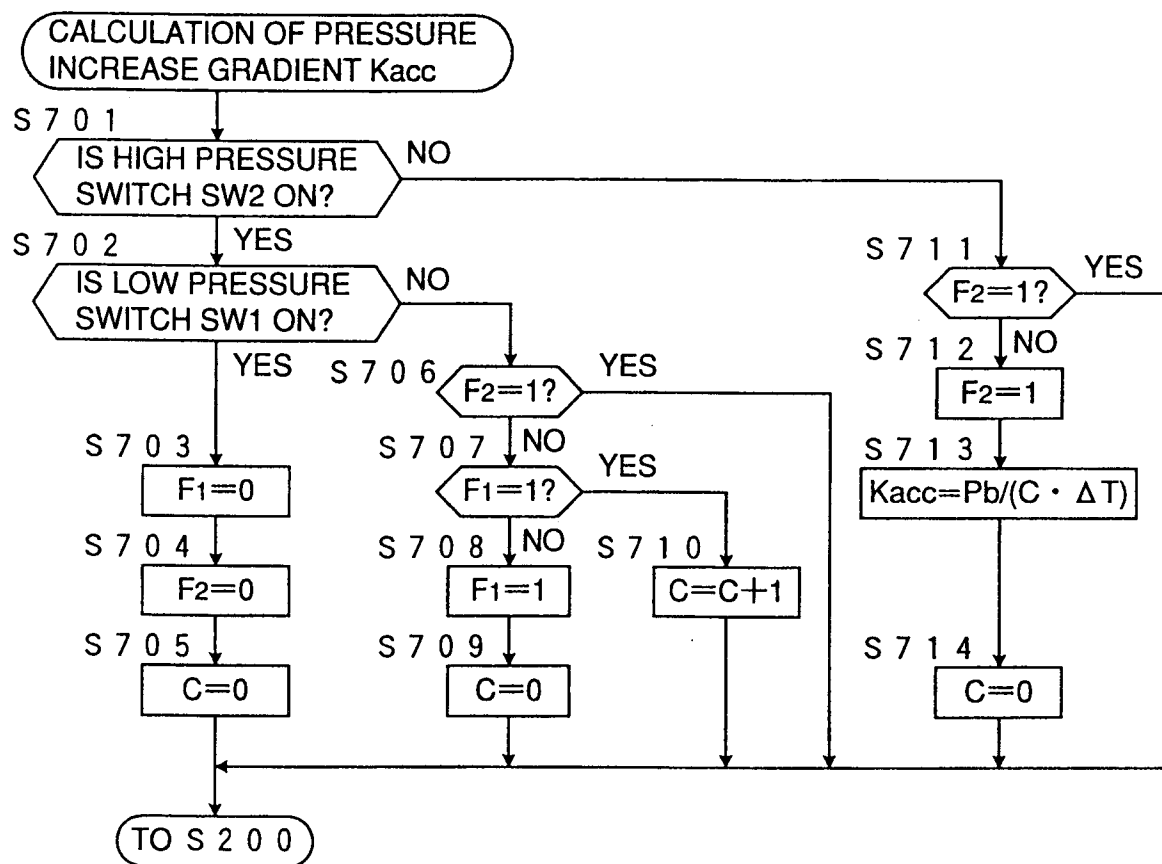 CALCULATION OF PRESSURE
INCREASE GRADIENT Kacc
S701
IS HIGH PRESSURE
SWITCH SW2 ON?
NO
YES
S702
IS LOW PRESSURE
SWITCH SW1 ON?
NO
YES
S703
F1=0
S704
F2=0
S705
C=0
S706
F2=1?
YES
NO
S707
F1=1?
YES
NO
S708
F1=1
S709
C=0
S710
C=C+1
S711
F2=1?
YES
NO
S712
F2=1
S713
Kacc=Pb/(C・ΔT)
S714
C=0
TO S200